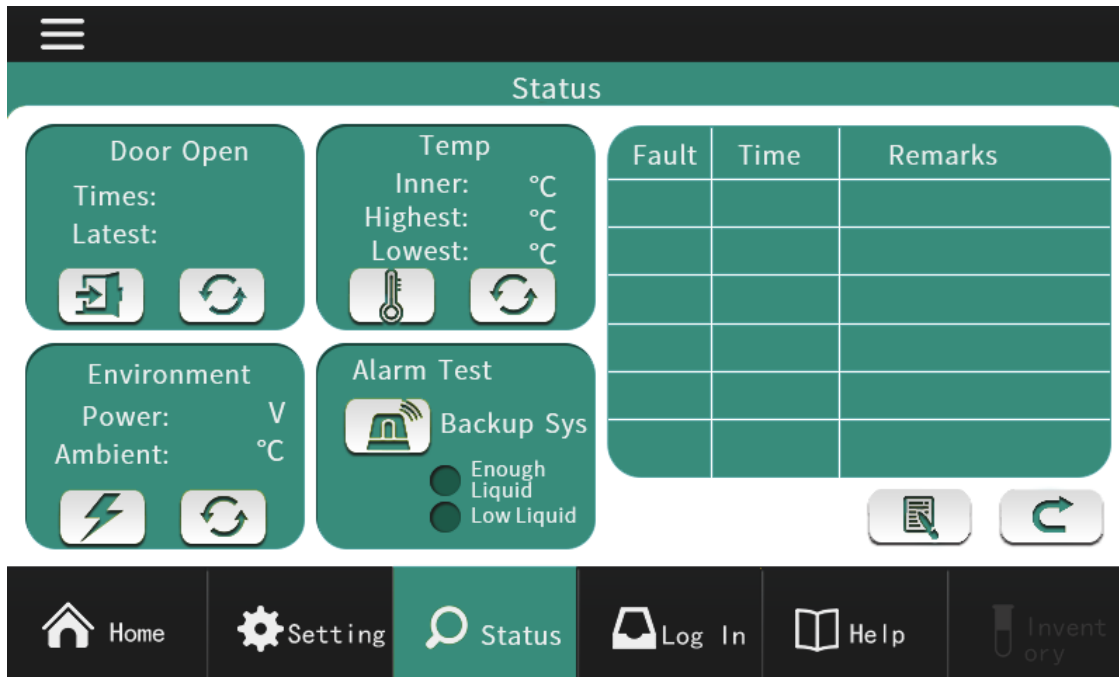 Status
Door Open
Times:
Latest:
Temp
Inner: °C
Highest: °C
Lowest: °C
Fault Time Remarks
Environment
Power: V
Ambient: °C
Alarm Test
Backup Sys
Enough
Liquid
Low Liquid
Home
Setting
Status
Log In
Help
Invent
ory